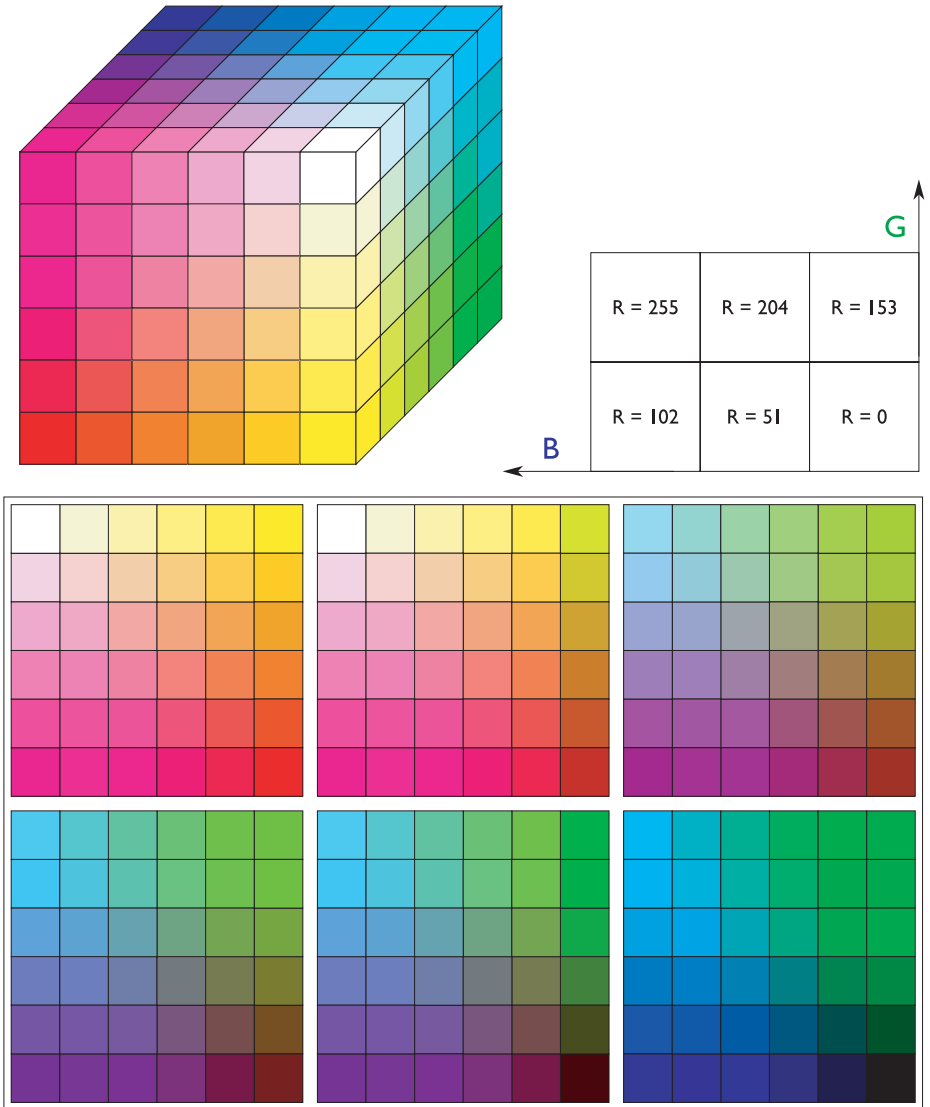 G
R = 255 R = 204 R = 153
R = 102 R = 51 R = 0
B